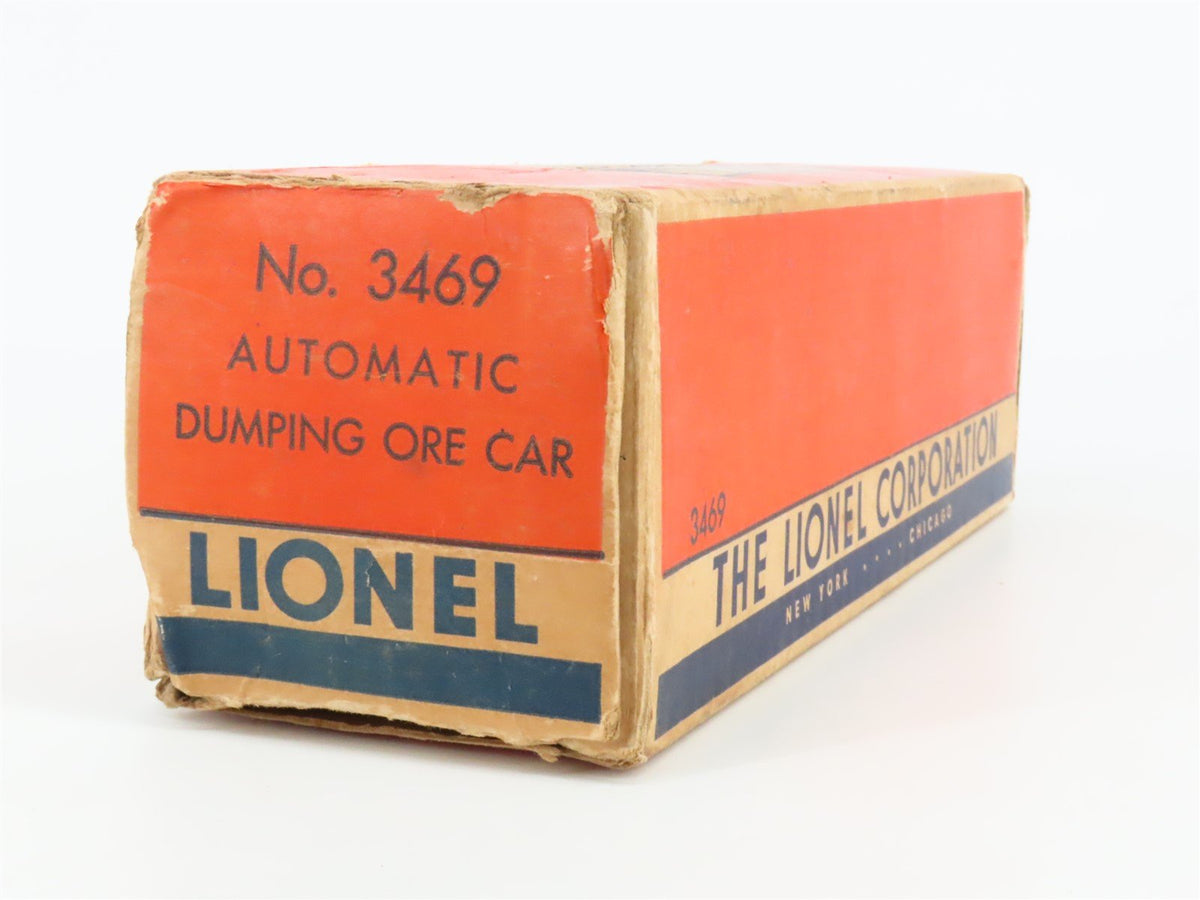 No. 3469
AUTOMATIC
DUMPING ORE CAR
LIONEL
3469
THE LIONEL CORPORATION
NEW YORK .... CHICAGO